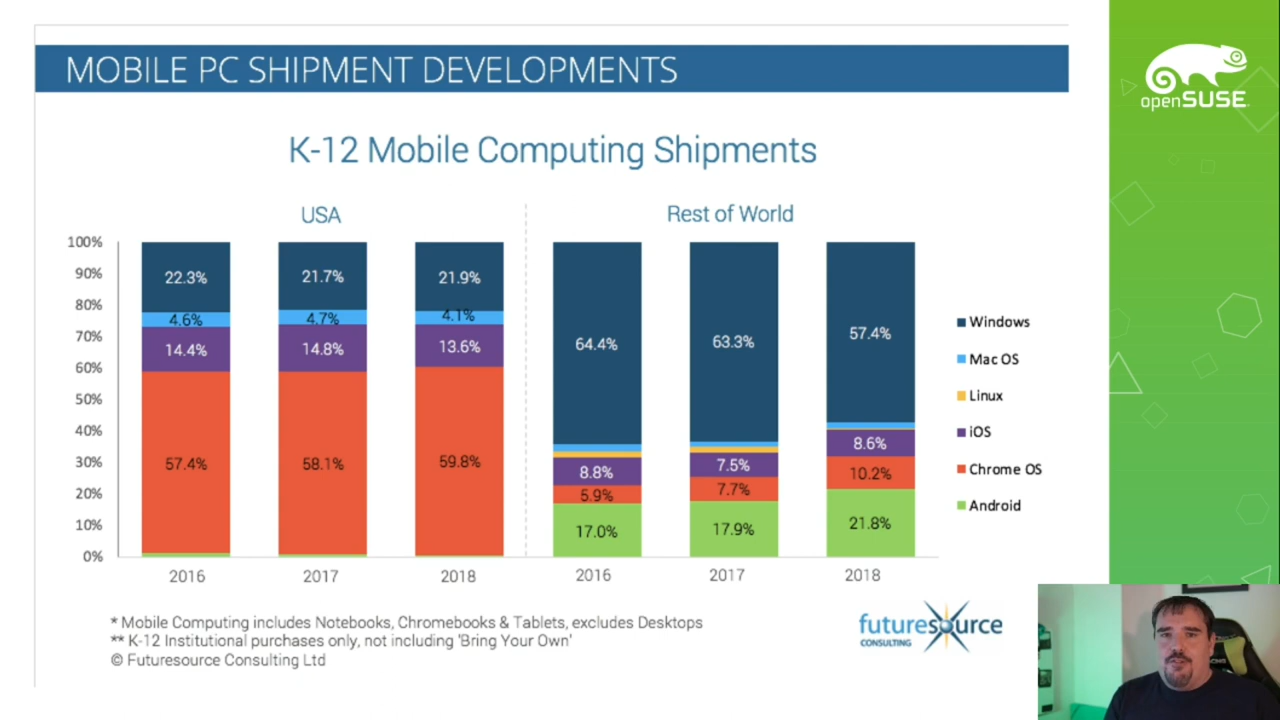 MOBILE PC SHIPMENT DEVELOPMENTS
openSUSE
K-12 Mobile Computing Shipments
USA
Rest of World
100%
90%
80%
70%
60%
50%
40%
30%
20%
10%
0%
22.3%
4.6%
14.4%
57.4%
21.7%
4.7%
14.8%
58.1%
21.9%
4.1%
13.6%
59.8%
64.4%
8.8%
5.9%
17.0%
63.3%
7.5%
7.7%
17.9%
57.4%
8.6%
10.2%
21.8%
2016
2017
2018
2016
2017
2018
Windows
Mac OS
Linux
iOS
Chrome OS
Android
* Mobile Computing includes Notebooks, Chromebooks & Tablets, excludes Desktops
** K-12 Institutional purchases only, not including 'Bring Your Own'
© Futuresource Consulting Ltd
futuresource
CONSULTING